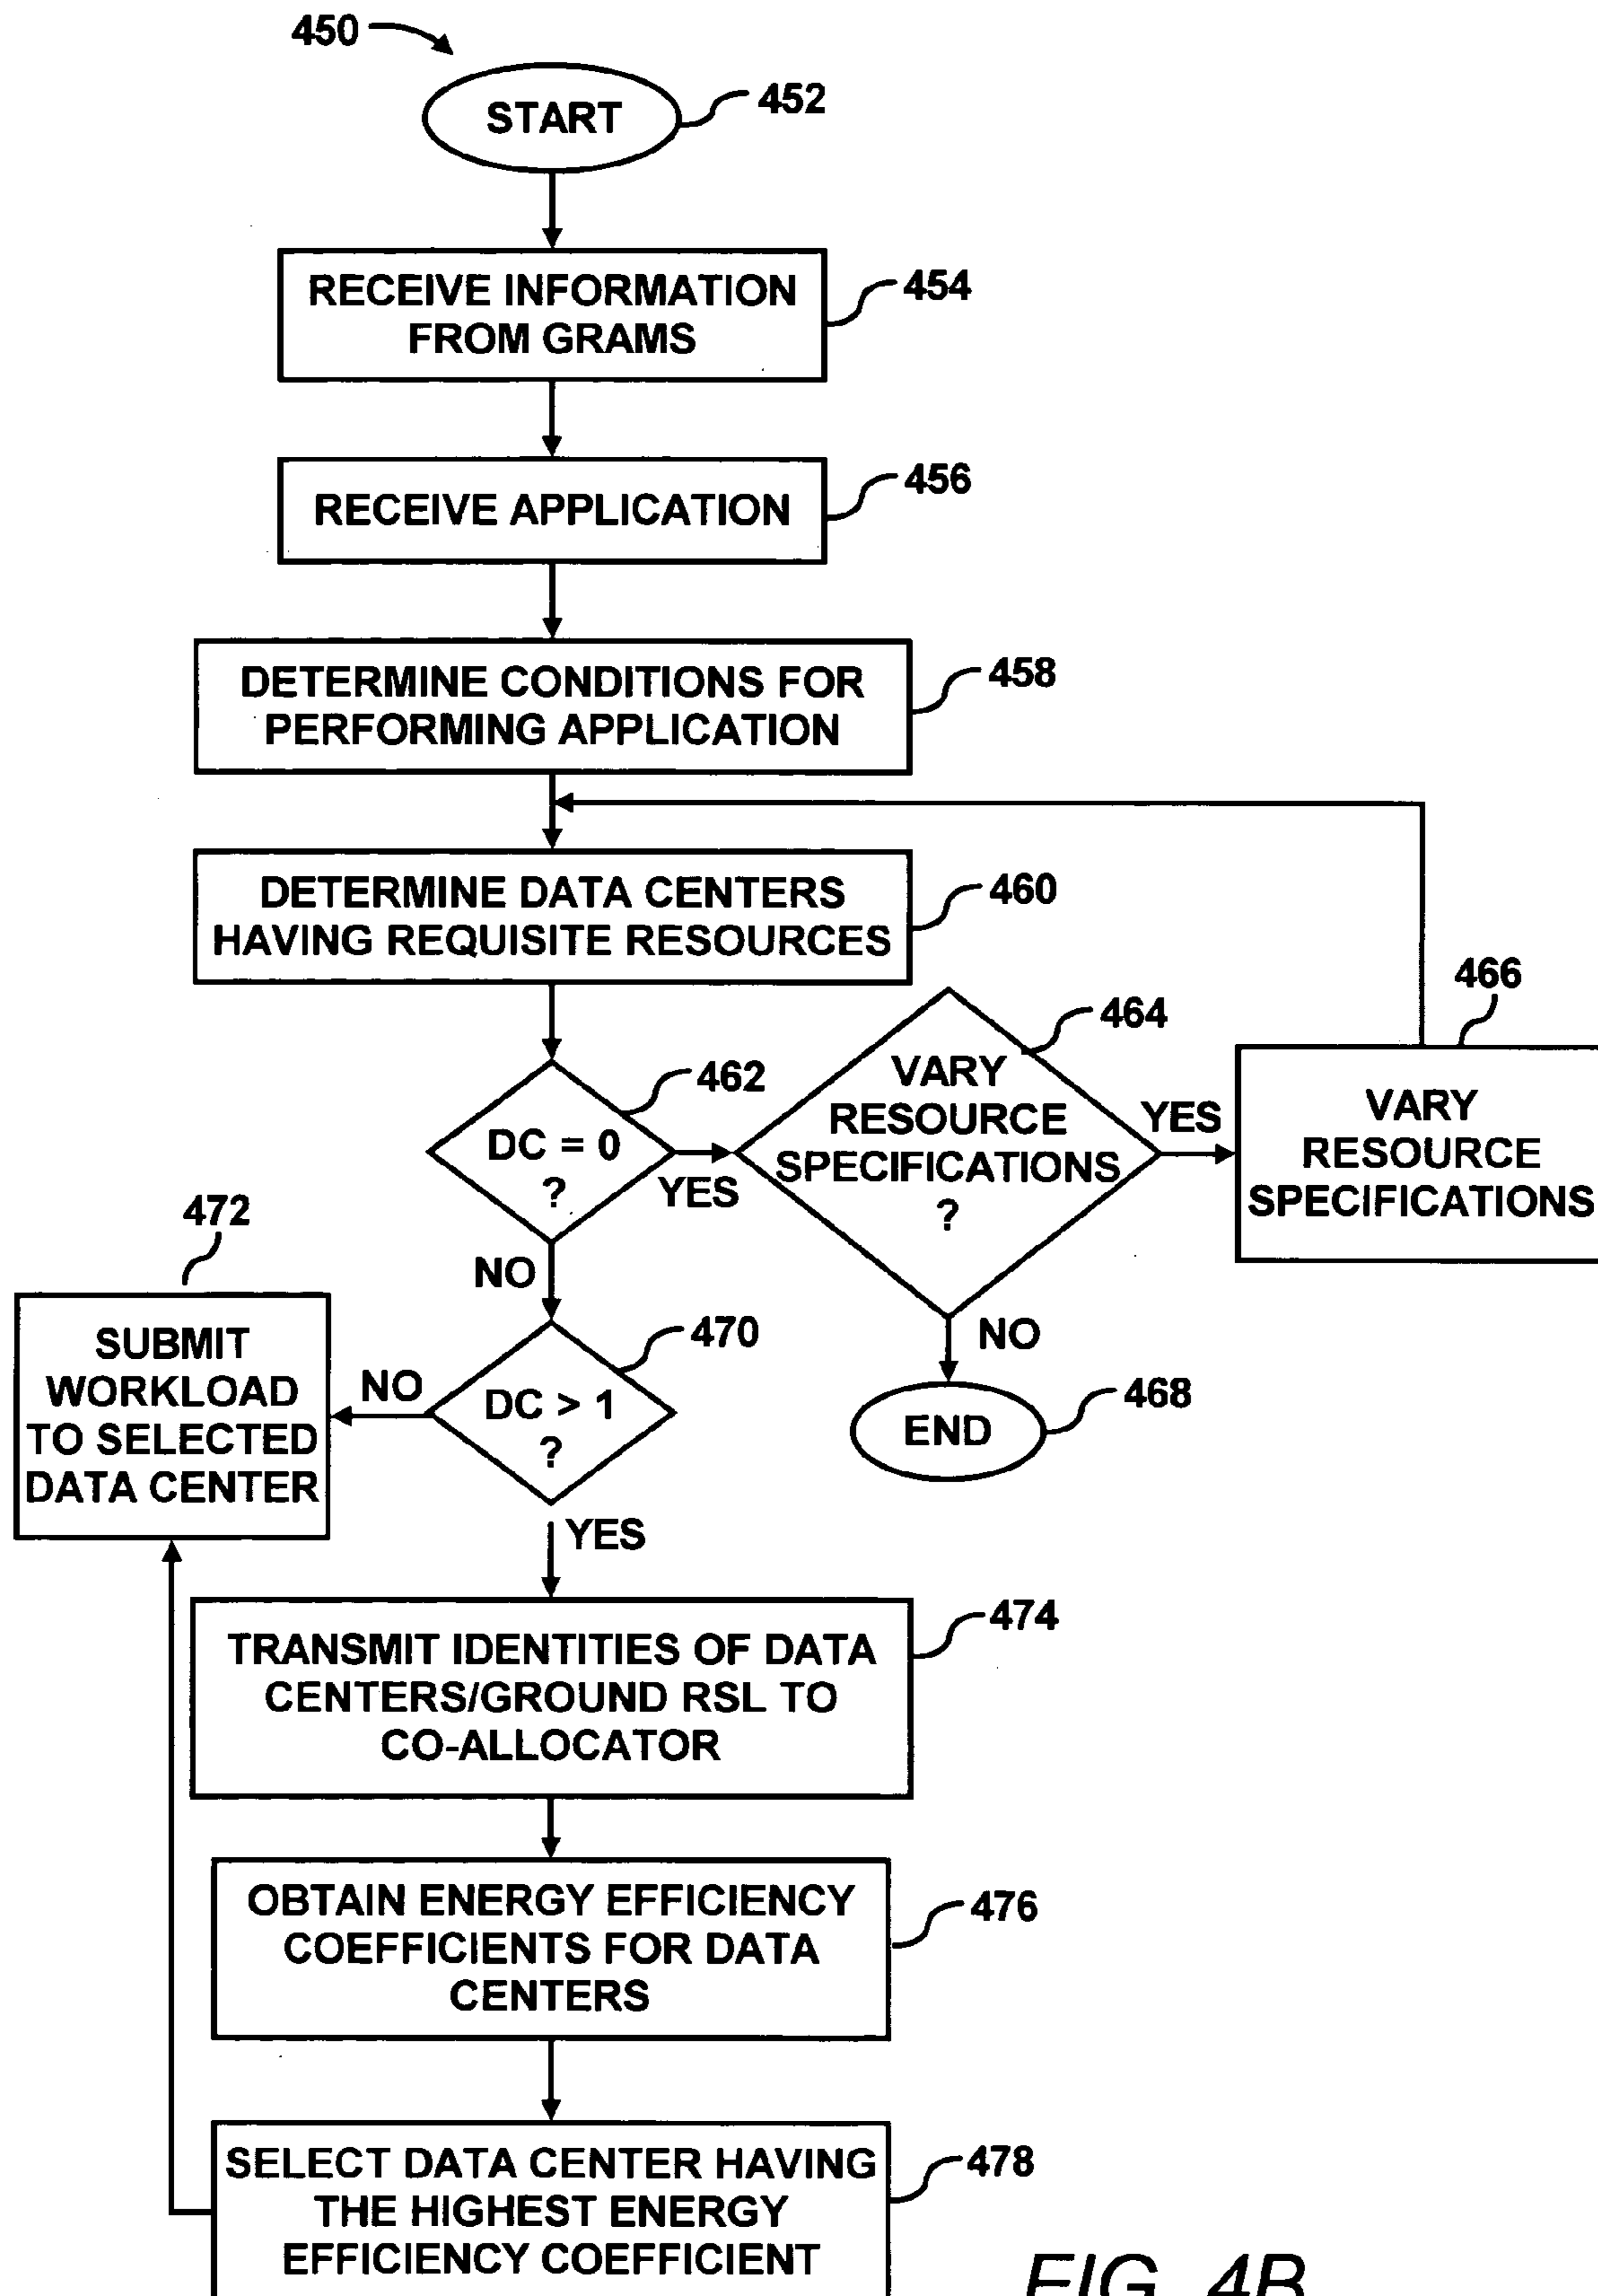 450
START
452
RECEIVE INFORMATION
FROM GRAMS
454
RECEIVE APPLICATION
456
DETERMINE CONDITIONS FOR
PERFORMING APPLICATION
458
DETERMINE DATA CENTERS
HAVING REQUISITE RESOURCES
460
DC = 0
?
462
YES
NO
VARY
RESOURCE
SPECIFICATIONS
?
464
YES
NO
VARY
RESOURCE
SPECIFICATIONS
466
END
468
DC > 1
?
470
NO
YES
472
SUBMIT
WORKLOAD
TO SELECTED
DATA CENTER
TRANSMIT IDENTITIES OF DATA
CENTERS/GROUND RSL TO
CO-ALLOCATOR
474
OBTAIN ENERGY EFFICIENCY
COEFFICIENTS FOR DATA
CENTERS
476
SELECT DATA CENTER HAVING
THE HIGHEST ENERGY
EFFICIENCY COEFFICIENT
478
FIG. 4B